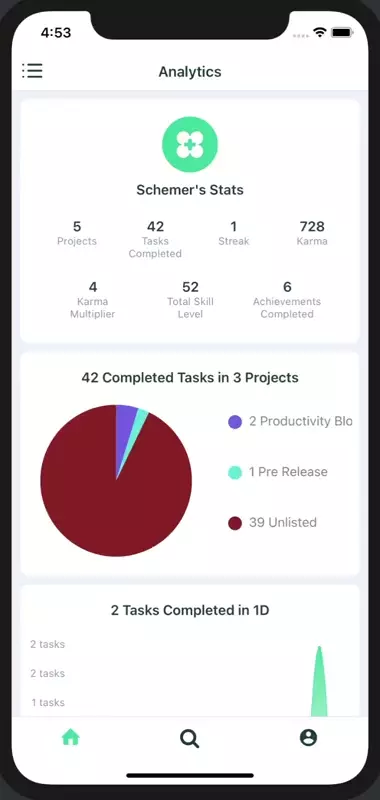 4:53
Analytics
Schemer's Stats
5 42 1 728
Projects Tasks Completed Streak Karma
4 52 6
Karma Multiplier Total Skill Level Achievements Completed
42 Completed Tasks in 3 Projects
2 Productivity Blo
1 Pre Release
39 Unlisted
2 Tasks Completed in 1D
2 tasks
2 tasks
1 tasks